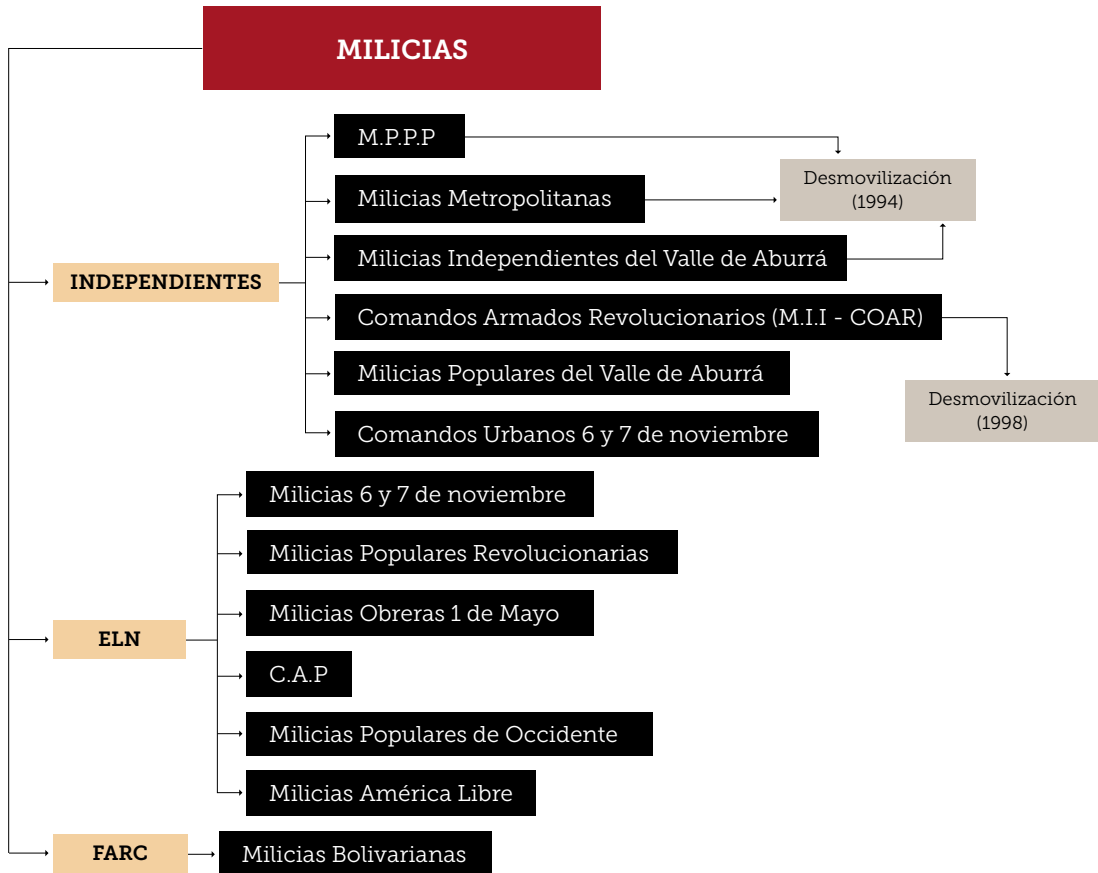 MILICIAS
M.P.P.P
Desmovilización
(1994)
Milicias Metropolitanas
Milicias Independientes del Valle de Aburrá
INDEPENDIENTES
Comandos Armados Revolucionarios (M.I.I - COAR)
Milicias Populares del Valle de Aburrá
Desmovilización
(1998)
Comandos Urbanos 6 y 7 de noviembre
Milicias 6 y 7 de noviembre
Milicias Populares Revolucionarias
Milicias Obreras 1 de Mayo
ELN
C.A.P
Milicias Populares de Occidente
Milicias América Libre
FARC
Milicias Bolivarianas